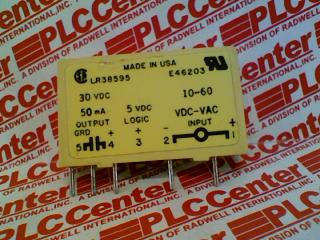 MADE IN USA
LR38595 E46203
30 VDC 10-60
50 mA 5 VDC VDC-VAC
OUTPUT LOGIC INPUT
GRD + + - +
5 4 3 2 1
PLCCenter
A DIVISION OF RADWELL INTERNATIONAL